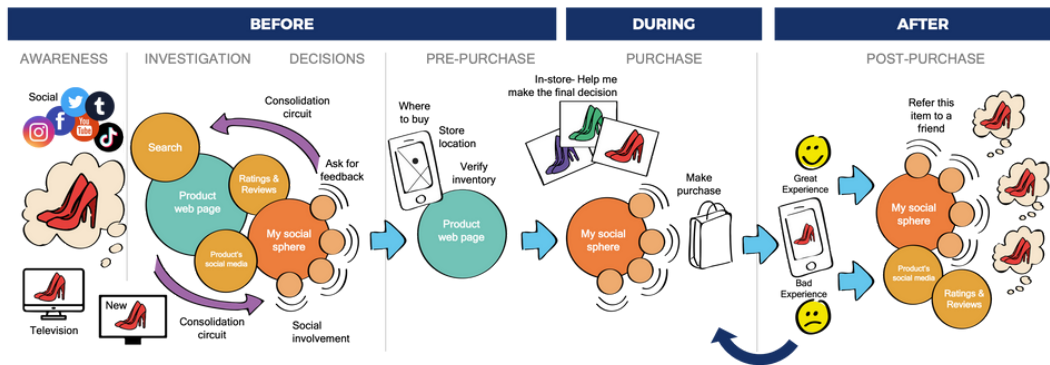 BEFORE
DURING
AFTER
AWARENESS
INVESTIGATION
DECISIONS
PRE-PURCHASE
PURCHASE
POST-PURCHASE
Social
f
t
You
Tube
Television
New
Consolidation
circuit
Search
Product
web page
Ratings &
Reviews
Product's
social media
My social
sphere
Ask for
feedback
Consolidation
circuit
Social
involvement
Where
to buy
Store
location
Verify
inventory
Product
web page
In-store- Help me
make the final decision
My social
sphere
Make
purchase
Great
Experience
Bad
Experience
Refer this
item to a
friend
My social
sphere
Product's
social media
Ratings &
Reviews